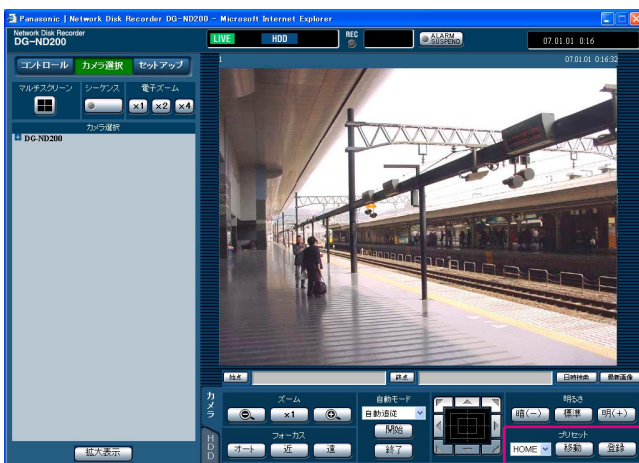 Panasonic | Network Disk Recorder DG-ND200 - Microsoft Internet Explorer
Network Disk Recorder
DG-ND200
LIVE HDD REC ALARM SUSPEND 07.01.01 0:16
コントロール カメラ選択 セットアップ
1 07.01.01 0:16:32
マルチスクリーン シーケンス 電子ズーム
x1 x2 x4
カメラ選択
DG-ND200
始点 終点 日時検索 最新画像
カメラ
HDD
ズーム
x1
フォーカス
オート 近 遠
自動モード
自動追従
開始
終了
明るさ
暗(-) 標準 明(+)
プリセット
HOME 移動 登録
拡大表示